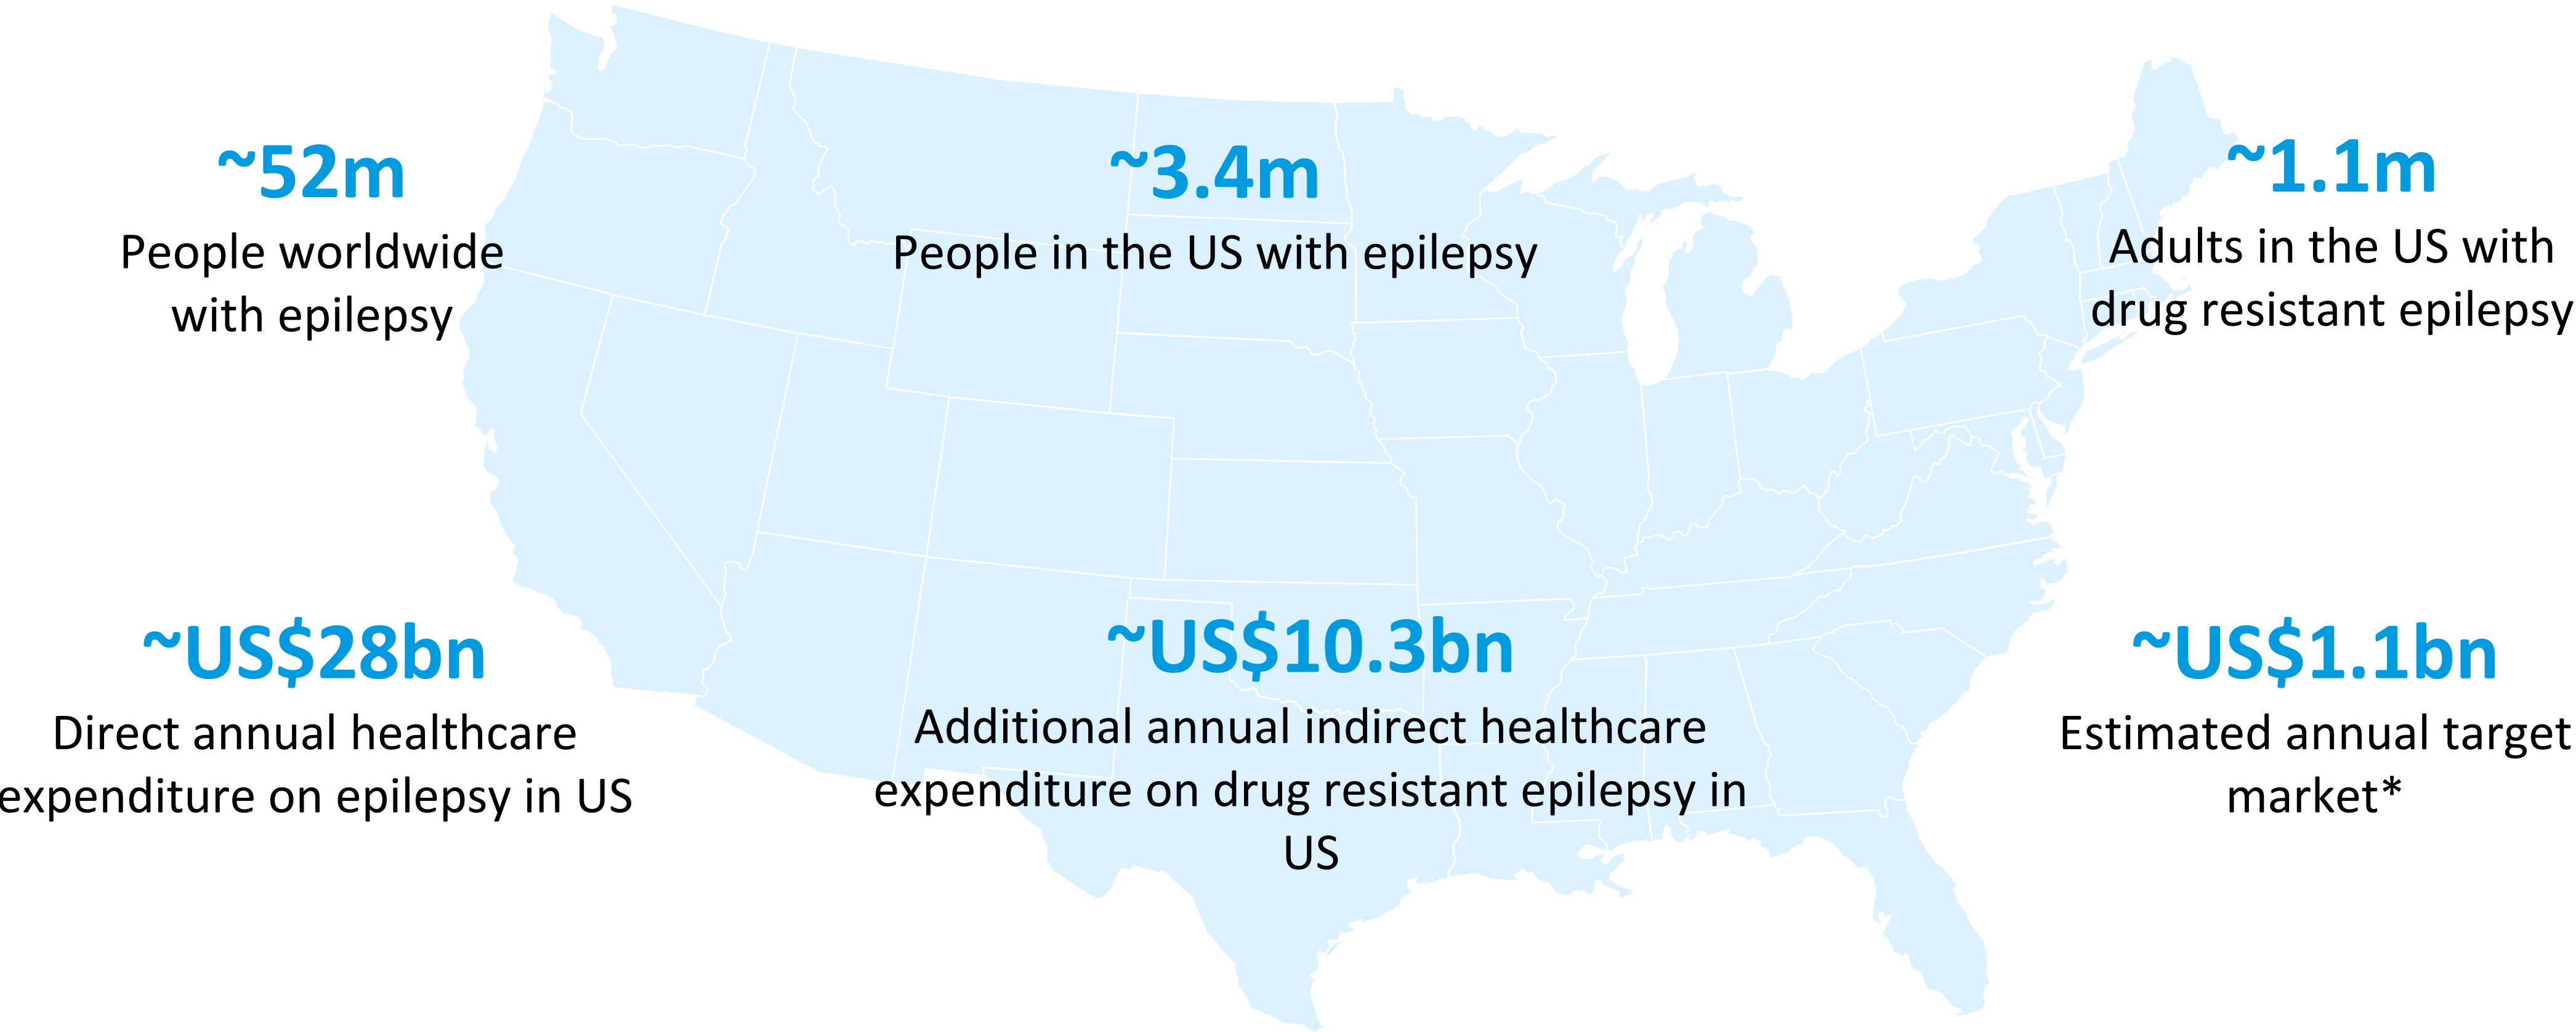 ~52m
People worldwide
with epilepsy
~3.4m
People in the US with epilepsy
~1.1m
Adults in the US with
drug resistant epilepsy
~US$28bn
Direct annual healthcare
expenditure on epilepsy in US
~US$10.3bn
Additional annual indirect healthcare
expenditure on drug resistant epilepsy in
US
~US$1.1bn
Estimated annual target
market*